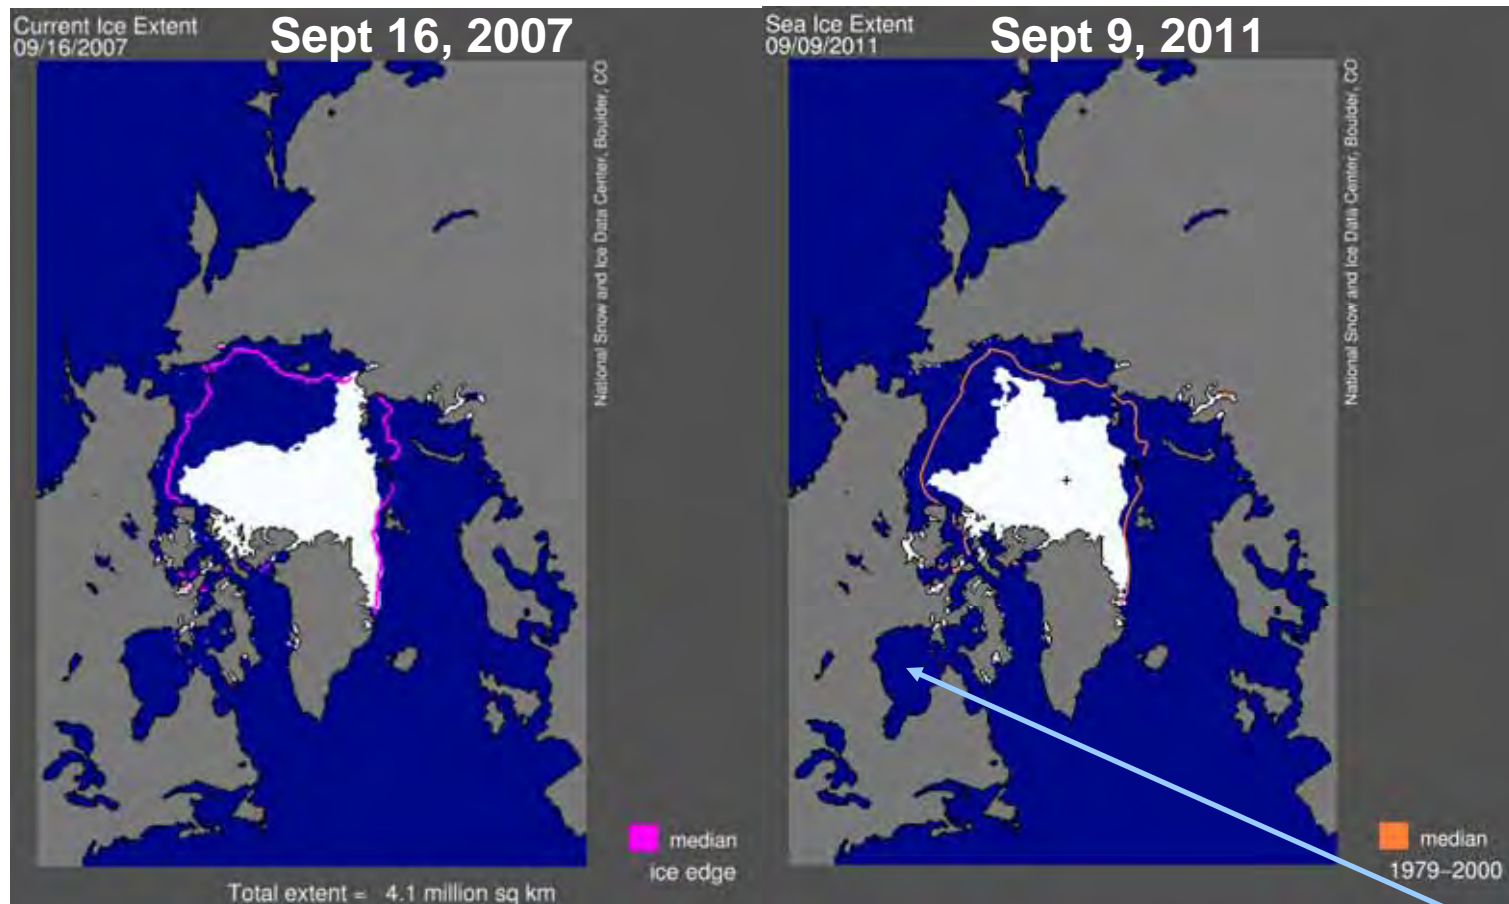 Current Ice Extent
09/16/2007
Sept 16, 2007
National Snow and Ice Data Center, Boulder, CO
median
ice edge
Total extent = 4.1 million sq km
Sea Ice Extent
09/09/2011
Sept 9, 2011
National Snow and Ice Data Center, Boulder, CO
median
1979–2000